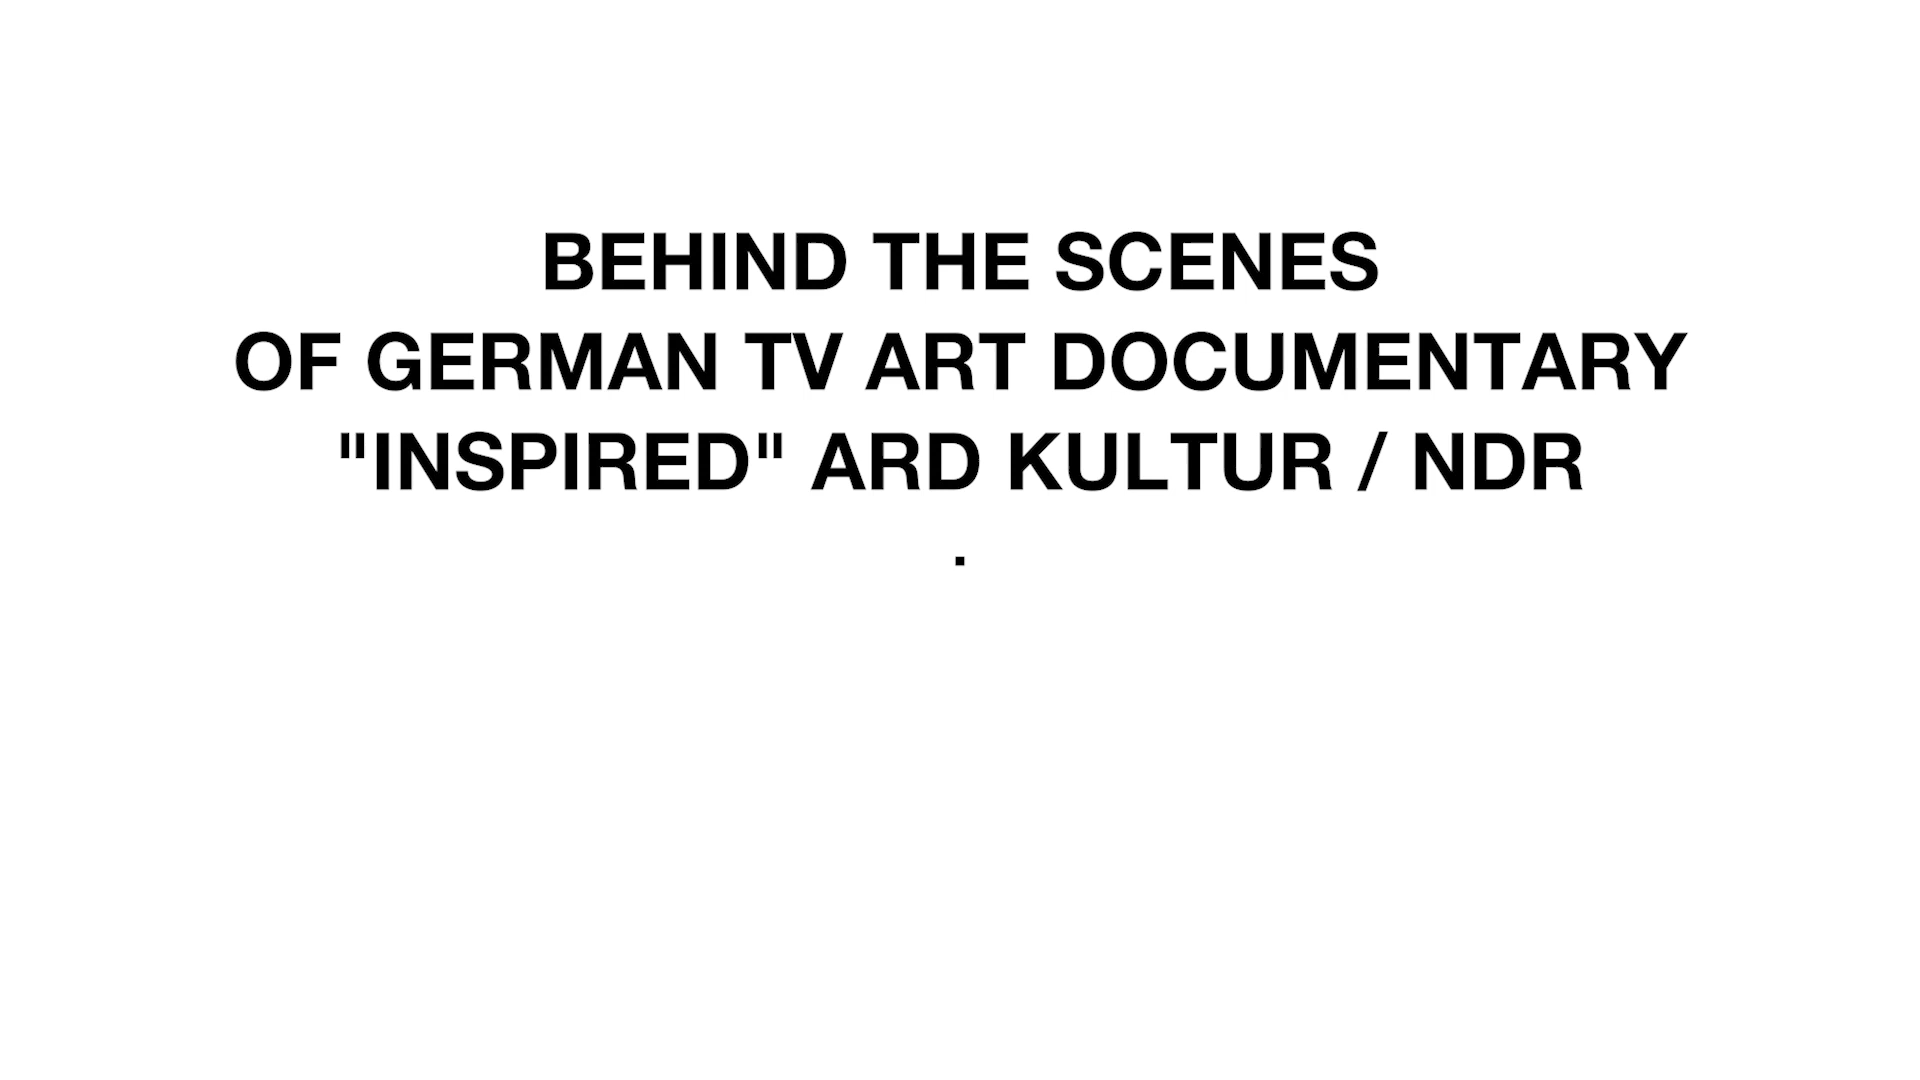 BEHIND THE SCENES
OF GERMAN TV ART DOCUMENTARY
"INSPIRED" ARD KULTUR / NDR
.